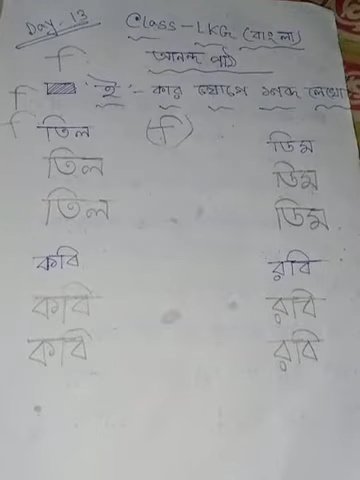 Day-13
Class-LKG (বাংলা)
আনন্দ পাঠ
ি
ি 'ই':- কার যোগে শব্দ লেখো
ি (ি)
তিল ডিম
তিল ডিম
তিল ডিম
কবি রবি
কবি রবি
কবি রবি